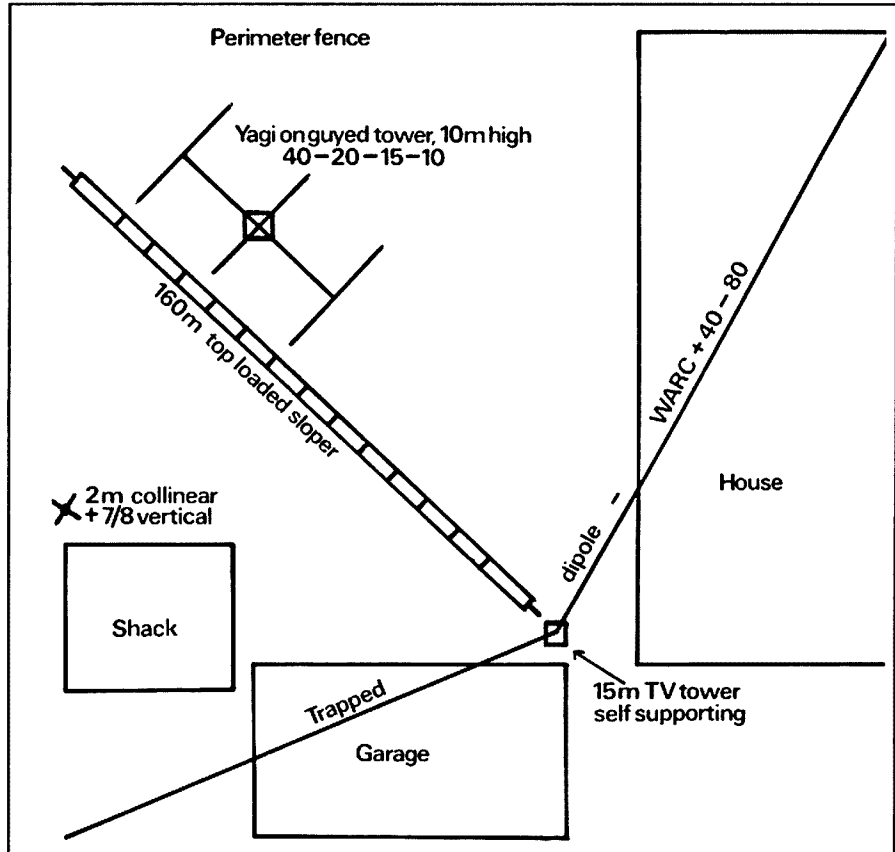 Perimeter fence
Yagi on guyed tower, 10m high
40-20-15-10
160m top loaded sloper
WARC + 40 - 80
2m collinear
+ 7/8 vertical
House
dipole -
Shack
15m TV tower
self supporting
Trapped
Garage